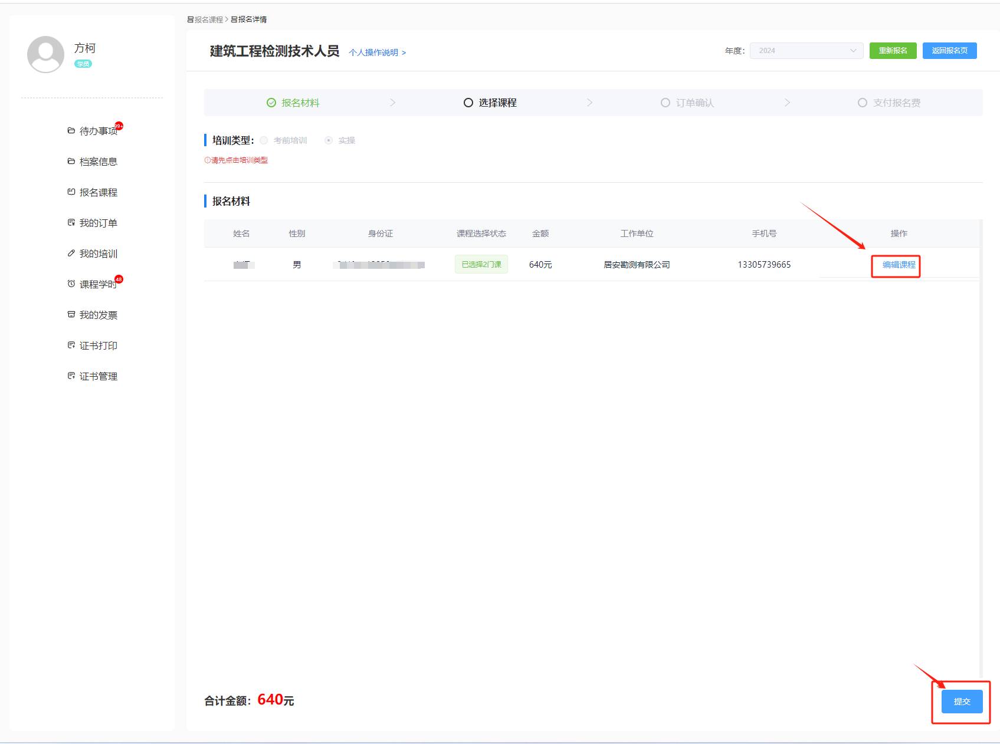 报名课程 > 报名详情
方柯
学员
建筑工程检测技术人员 个人操作说明 >
年度： 2024 重新报名 返回报名页
报名材料 选择课程 订单确认 支付报名费
待办事项 99+
档案信息
报名课程
我的订单
我的培训
课程学时 48
我的发票
证书打印
证书管理
培训类型： 考前培训 实操
请先点击培训类型
报名材料
姓名 性别 身份证 课程选择状态 金额 工作单位 手机号 操作
男 已选择2门课 640元 居安勘测有限公司 13305739665 编辑课程
合计金额：640元
提交